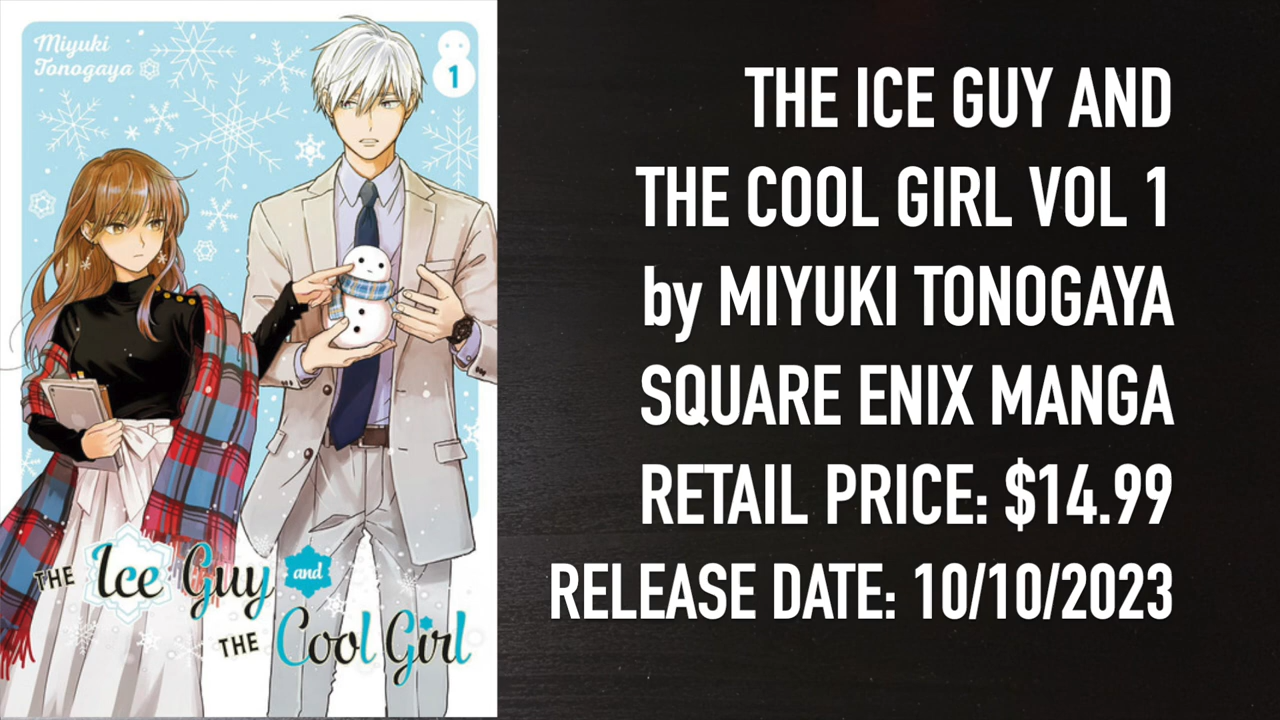 Miyuki
Tonogaya
1
THE Ice Guy and
THE Cool Girl
THE ICE GUY AND
THE COOL GIRL VOL 1
by MIYUKI TONOGAYA
SQUARE ENIX MANGA
RETAIL PRICE: $14.99
RELEASE DATE: 10/10/2023